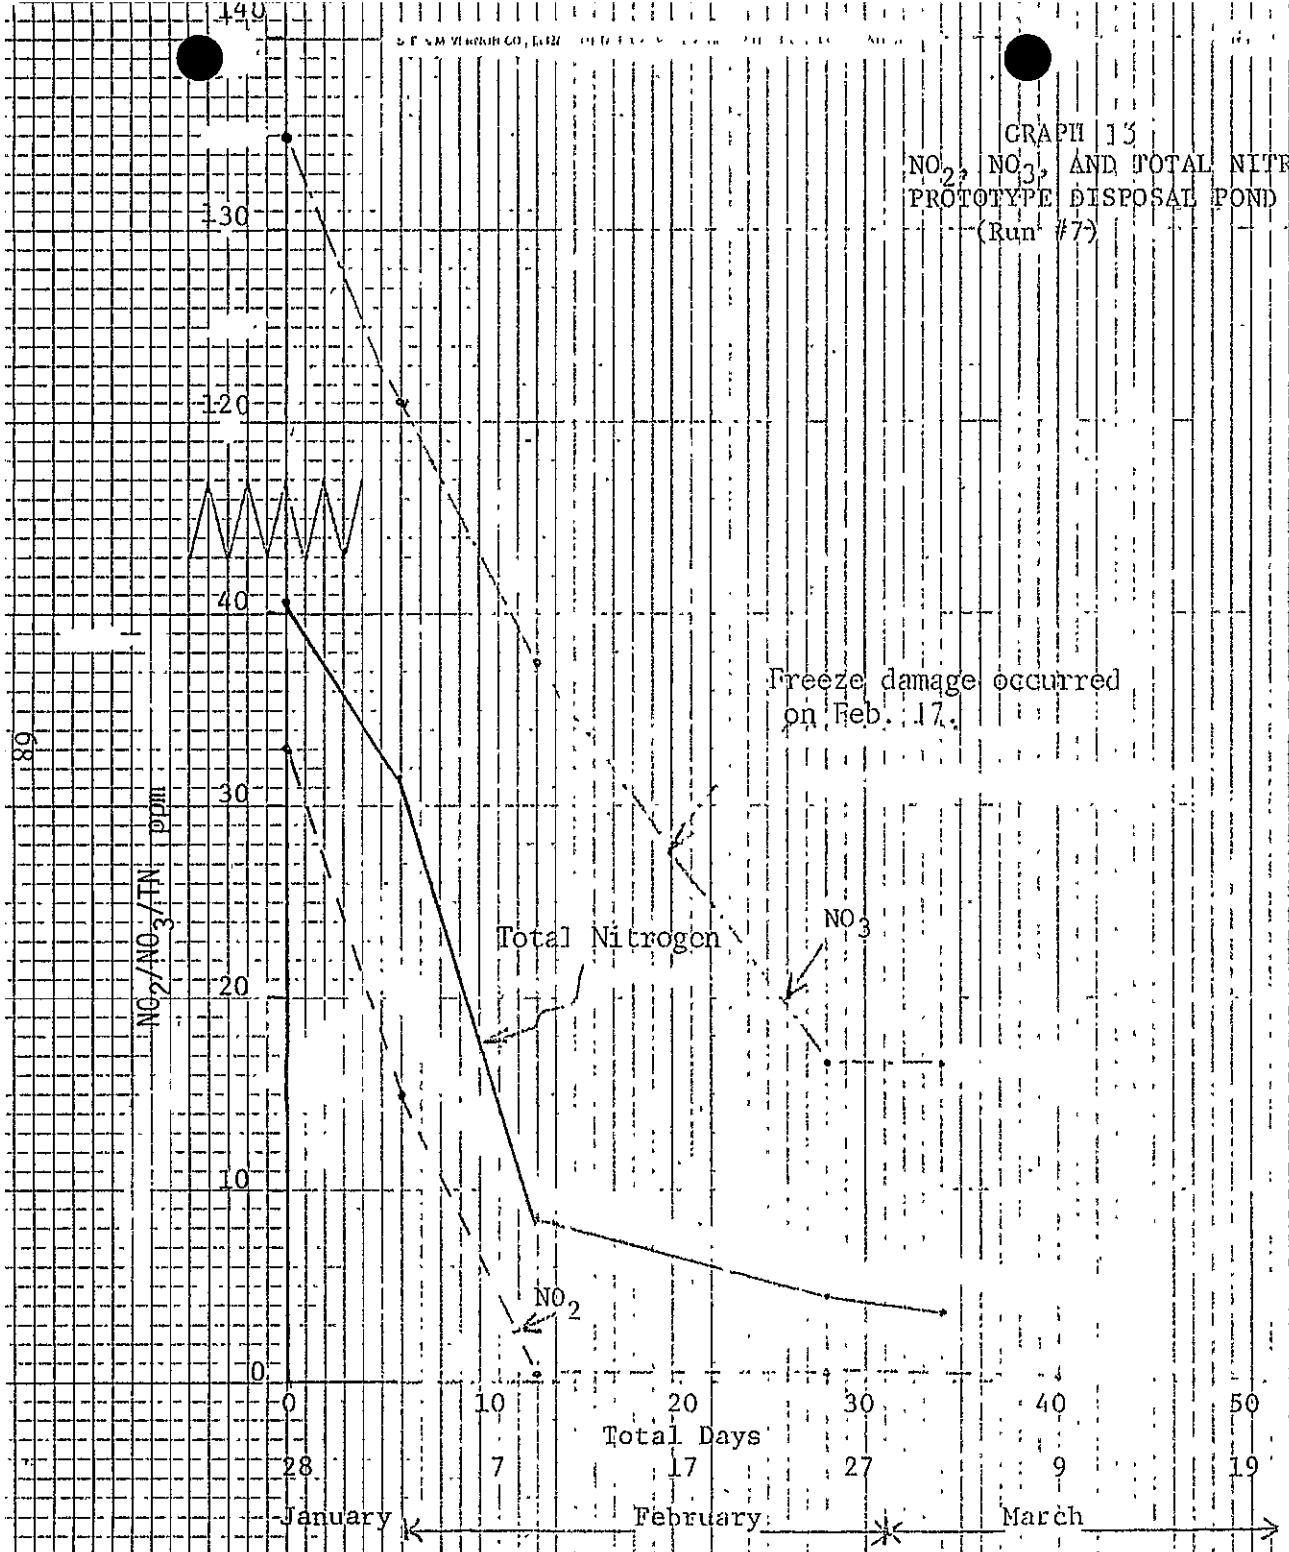 140
GRAPH 13
NO2, NO3, AND TOTAL NITR
PROTOTYPE DISPOSAL POND
(Run #7)
130
120
40
Freeze damage occurred
on Feb. 17.
89
30
NO2/NO3/TN ppm
NO3
Total Nitrogen
20
10
NO2
0
0 10 20 30 40 50
Total Days
28 7 17 27 9 19
January February March